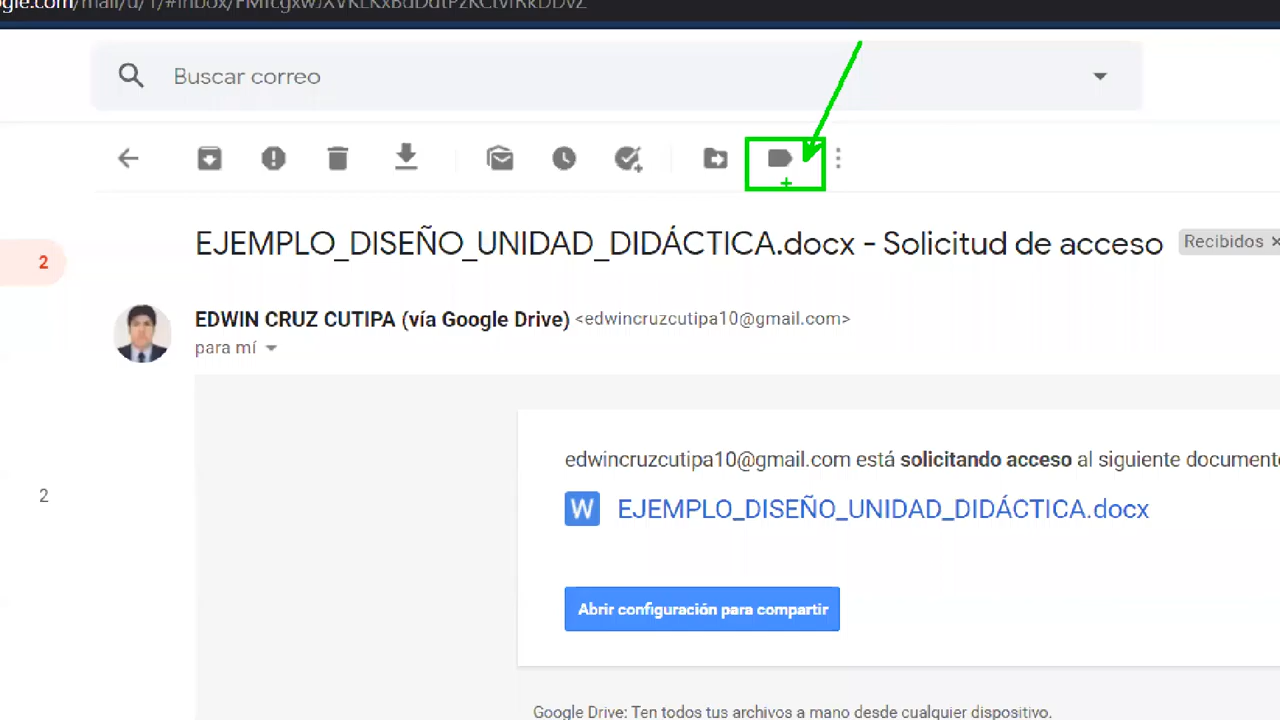 Buscar correo
EJEMPLO_DISEÑO_UNIDAD_DIDÁCTICA.docx - Solicitud de acceso Recibidos ×
2
EDWIN CRUZ CUTIPA (vía Google Drive) <edwincruzcutipa10@gmail.com>
para mí
edwincruzcutipa10@gmail.com está solicitando acceso al siguiente documento
2
W EJEMPLO_DISEÑO_UNIDAD_DIDÁCTICA.docx
Abrir configuración para compartir
Google Drive: Ten todos tus archivos a mano desde cualquier dispositivo.